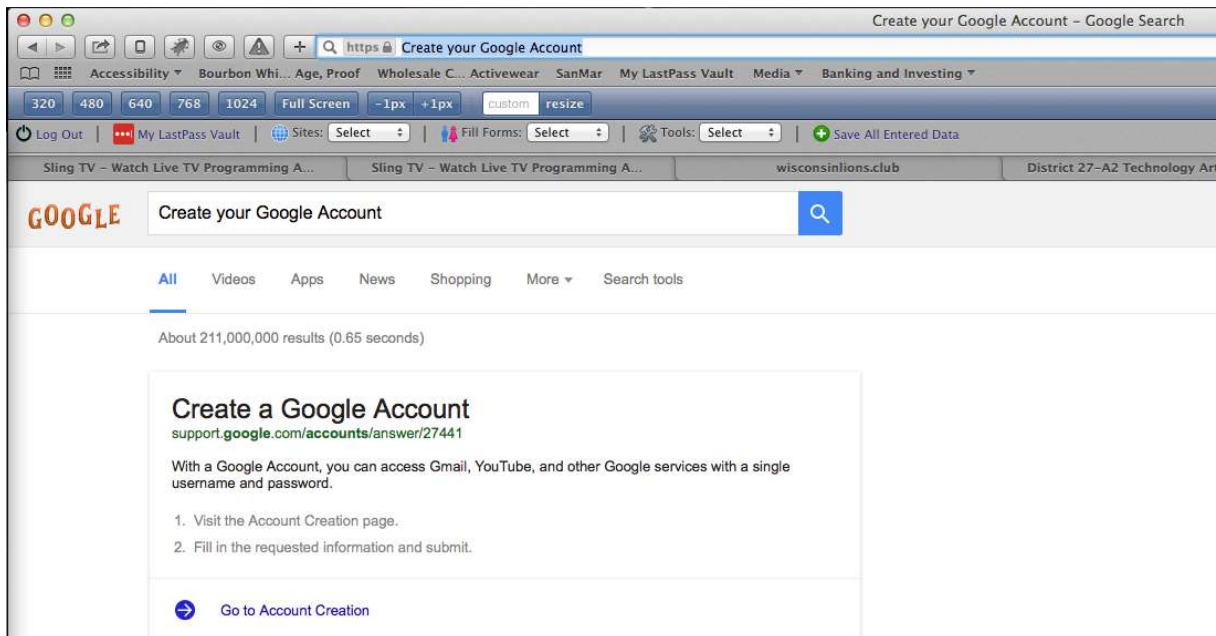 Create your Google Account – Google Search
https Create your Google Account
Accessibility Bourbon Whi... Age, Proof Wholesale C... Activewear SanMar My LastPass Vault Media Banking and Investing
320 480 640 768 1024 Full Screen -1px +1px custom resize
Log Out | My LastPass Vault | Sites: Select | Fill Forms: Select | Tools: Select | Save All Entered Data
Sling TV – Watch Live TV Programming A... Sling TV – Watch Live TV Programming A... wisconsinlions.club District 27-A2 Technology Art
GOOGLE Create your Google Account
All Videos Apps News Shopping More Search tools
About 211,000,000 results (0.65 seconds)
Create a Google Account
support.google.com/accounts/answer/27441
With a Google Account, you can access Gmail, YouTube, and other Google services with a single
username and password.
1. Visit the Account Creation page.
2. Fill in the requested information and submit.
Go to Account Creation